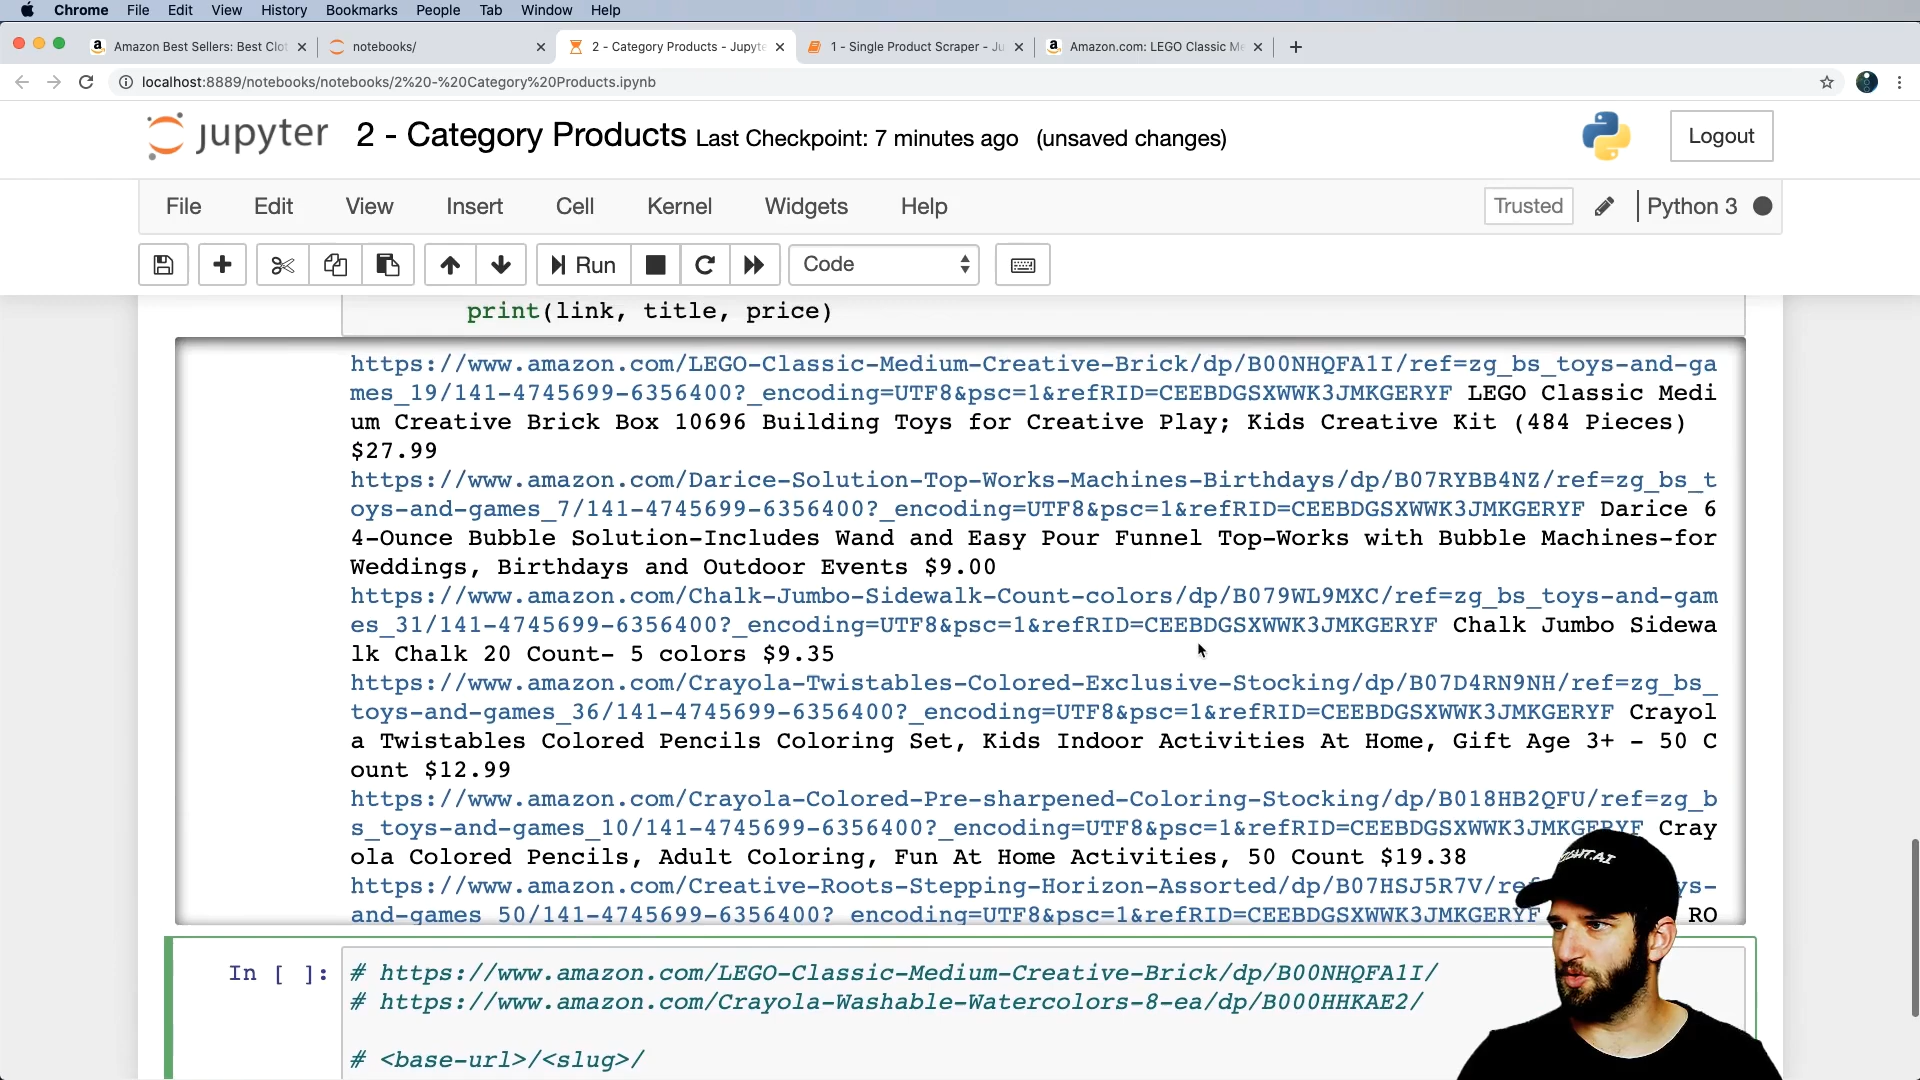 Chrome File Edit View History Bookmarks People Tab Window Help
Amazon Best Sellers: Best Clot
notebooks/
2 - Category Products - Jupyte
1 - Single Product Scraper - Ju
Amazon.com: LEGO Classic Me
localhost:8889/notebooks/notebooks/2%20-%20Category%20Products.ipynb
jupyter 2 - Category Products Last Checkpoint: 7 minutes ago (unsaved changes)
Logout
File Edit View Insert Cell Kernel Widgets Help
Trusted
Python 3
Run
Code
print(link, title, price)
https://www.amazon.com/LEGO-Classic-Medium-Creative-Brick/dp/B00NHQFA1I/ref=zg_bs_toys-and-ga
mes_19/141-4745699-6356400?_encoding=UTF8&psc=1&refRID=CEEBDGSXWWK3JMKGERYF LEGO Classic Medi
um Creative Brick Box 10696 Building Toys for Creative Play; Kids Creative Kit (484 Pieces)
$27.99
https://www.amazon.com/Darice-Solution-Top-Works-Machines-Birthdays/dp/B07RYBB4NZ/ref=zg_bs_t
oys-and-games_7/141-4745699-6356400?_encoding=UTF8&psc=1&refRID=CEEBDGSXWWK3JMKGERYF Darice 6
4-Ounce Bubble Solution-Includes Wand and Easy Pour Funnel Top-Works with Bubble Machines-for
Weddings, Birthdays and Outdoor Events $9.00
https://www.amazon.com/Chalk-Jumbo-Sidewalk-Count-colors/dp/B079WL9MXC/ref=zg_bs_toys-and-gam
es_31/141-4745699-6356400?_encoding=UTF8&psc=1&refRID=CEEBDGSXWWK3JMKGERYF Chalk Jumbo Sidewa
lk Chalk 20 Count- 5 colors $9.35
https://www.amazon.com/Crayola-Twistables-Colored-Exclusive-Stocking/dp/B07D4RN9NH/ref=zg_bs_
toys-and-games_36/141-4745699-6356400?_encoding=UTF8&psc=1&refRID=CEEBDGSXWWK3JMKGERYF Crayol
a Twistables Colored Pencils Coloring Set, Kids Indoor Activities At Home, Gift Age 3+ - 50 C
ount $12.99
https://www.amazon.com/Crayola-Colored-Pre-sharpened-Coloring-Stocking/dp/B018HB2QFU/ref=zg_b
s_toys-and-games_10/141-4745699-6356400?_encoding=UTF8&psc=1&refRID=CEEBDGSXWWK3JMKGERYF Cray
ola Colored Pencils, Adult Coloring, Fun At Home Activities, 50 Count $19.38
https://www.amazon.com/Creative-Roots-Stepping-Horizon-Assorted/dp/B07HSJ5R7V/re ys-
and-games_50/141-4745699-6356400?_encoding=UTF8&psc=1&refRID=CEEBDGSXWWK3JMKGERYF RO
In [ ]:
# https://www.amazon.com/LEGO-Classic-Medium-Creative-Brick/dp/B00NHQFA1I/
# https://www.amazon.com/Crayola-Washable-Watercolors-8-ea/dp/B000HHKAE2/
# <base-url>/<slug>/